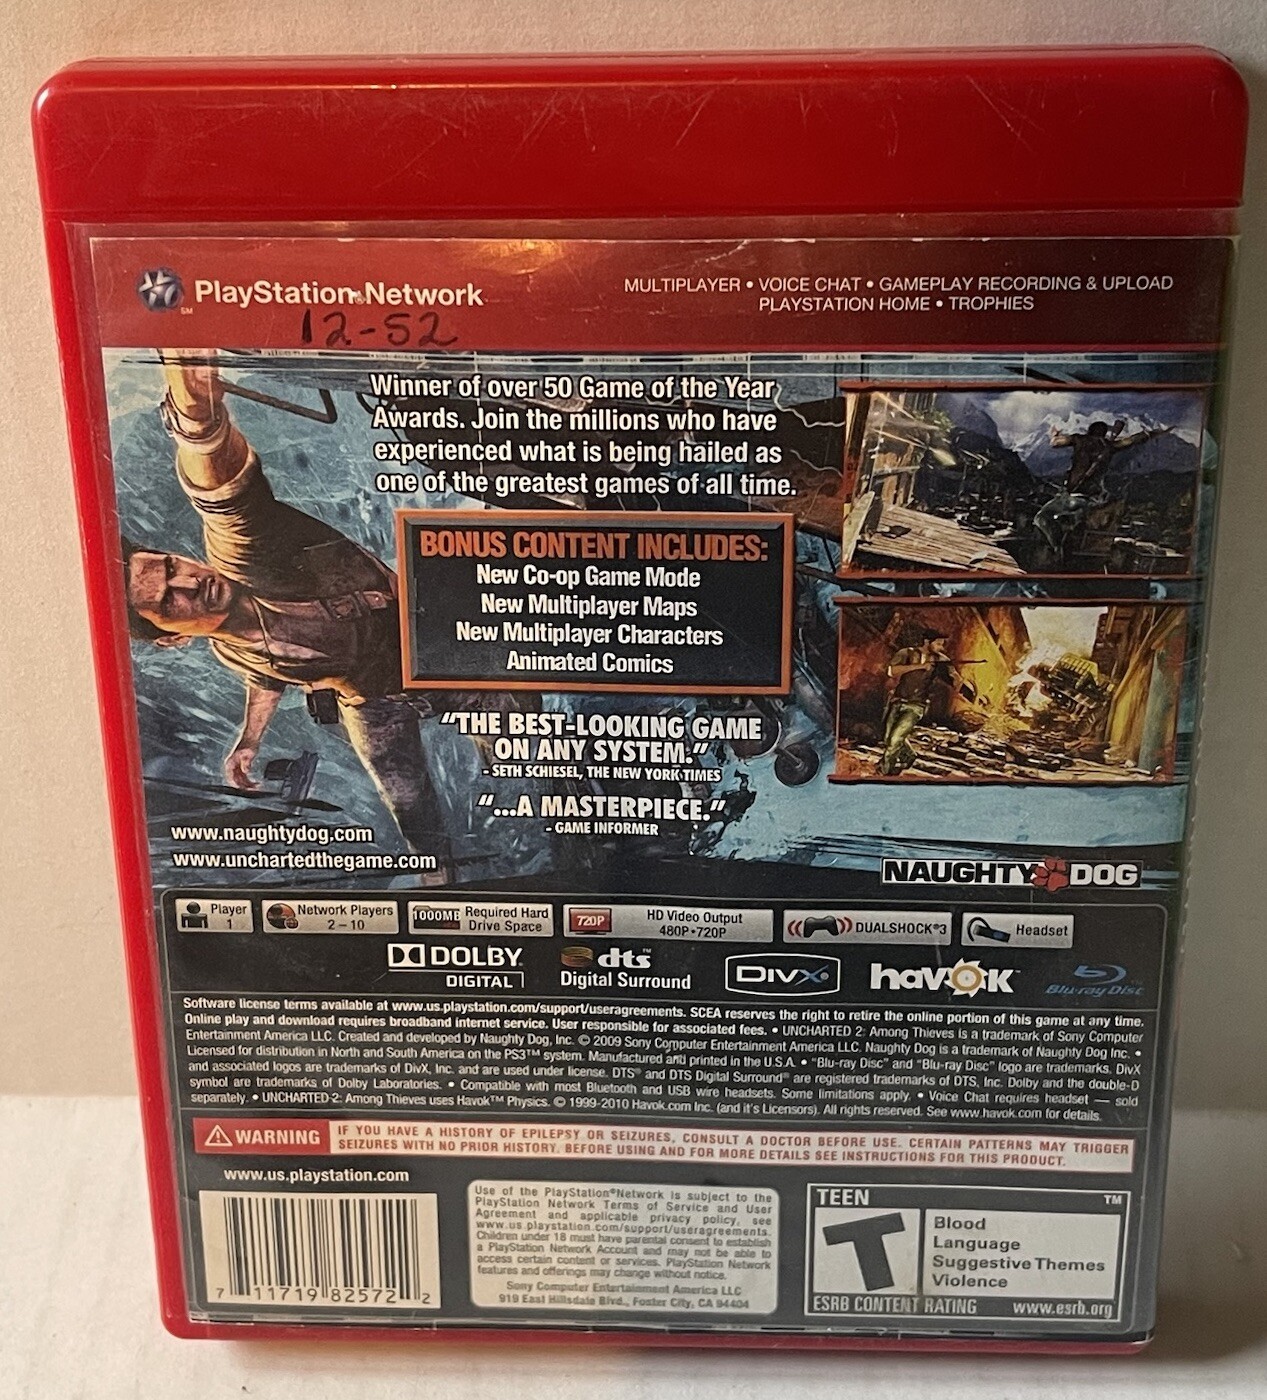 PlayStation®Network
SM
12-52
MULTIPLAYER • VOICE CHAT • GAMEPLAY RECORDING & UPLOAD
PLAYSTATION HOME • TROPHIES
Winner of over 50 Game of the Year
Awards. Join the millions who have
experienced what is being hailed as
one of the greatest games of all time.
BONUS CONTENT INCLUDES:
New Co-op Game Mode
New Multiplayer Maps
New Multiplayer Characters
Animated Comics
"THE BEST-LOOKING GAME
ON ANY SYSTEM."
- SETH SCHIESEL, THE NEW YORK TIMES
"...A MASTERPIECE."
- GAME INFORMER
www.naughtydog.com
www.unchartedthegame.com
NAUGHTY DOG
Player
1
Network Players
2 – 10
1000MB
Required Hard
Drive Space
720P
HD Video Output
480P•720P
DUALSHOCK®3
Headset
DOLBY
DIGITAL
dts
Digital Surround
DIVX
havok
Blu-ray Disc
Software license terms available at www.us.playstation.com/support/useragreements. SCEA reserves the right to retire the online portion of this game at any time.
Online play and download requires broadband internet service. User responsible for associated fees. • UNCHARTED 2: Among Thieves is a trademark of Sony Computer
Entertainment America LLC. Created and developed by Naughty Dog, Inc. © 2009 Sony Computer Entertainment America LLC. Naughty Dog is a trademark of Naughty Dog Inc. •
Licensed for distribution in North and South America on the PS3™ system. Manufactured and printed in the U.S.A. • "Blu-ray Disc" and "Blu-ray Disc" logo are trademarks. DivX
and associated logos are trademarks of DivX, Inc. and are used under license. DTS® and DTS Digital Surround® are registered trademarks of DTS, Inc. Dolby and the double-D
symbol are trademarks of Dolby Laboratories. • Compatible with most Bluetooth and USB wire headsets. Some limitations apply. • Voice Chat requires headset — sold
separately. • UNCHARTED 2: Among Thieves uses Havok™ Physics. © 1999-2010 Havok.com Inc. (and it's Licensors). All rights reserved. See www.havok.com for details.
WARNING
IF YOU HAVE A HISTORY OF EPILEPSY OR SEIZURES, CONSULT A DOCTOR BEFORE USE. CERTAIN PATTERNS MAY TRIGGER
SEIZURES WITH NO PRIOR HISTORY. BEFORE USING AND FOR MORE DETAILS SEE INSTRUCTIONS FOR THIS PRODUCT.
www.us.playstation.com
7 11719 82572 2
Use of the PlayStation®Network is subject to the
PlayStation Network Terms of Service and User
Agreement and applicable privacy policy, see
www.us.playstation.com/support/useragreements.
Children under 18 must have parental consent to establish
a PlayStation Network Account and may not be able to
access certain content or services. PlayStation Network
features and offerings may change without notice.
Sony Computer Entertainment America LLC
919 East Hillsdale Blvd., Foster City, CA 94404
TEEN
TM
T
Blood
Language
Suggestive Themes
Violence
ESRB CONTENT RATING
www.esrb.org